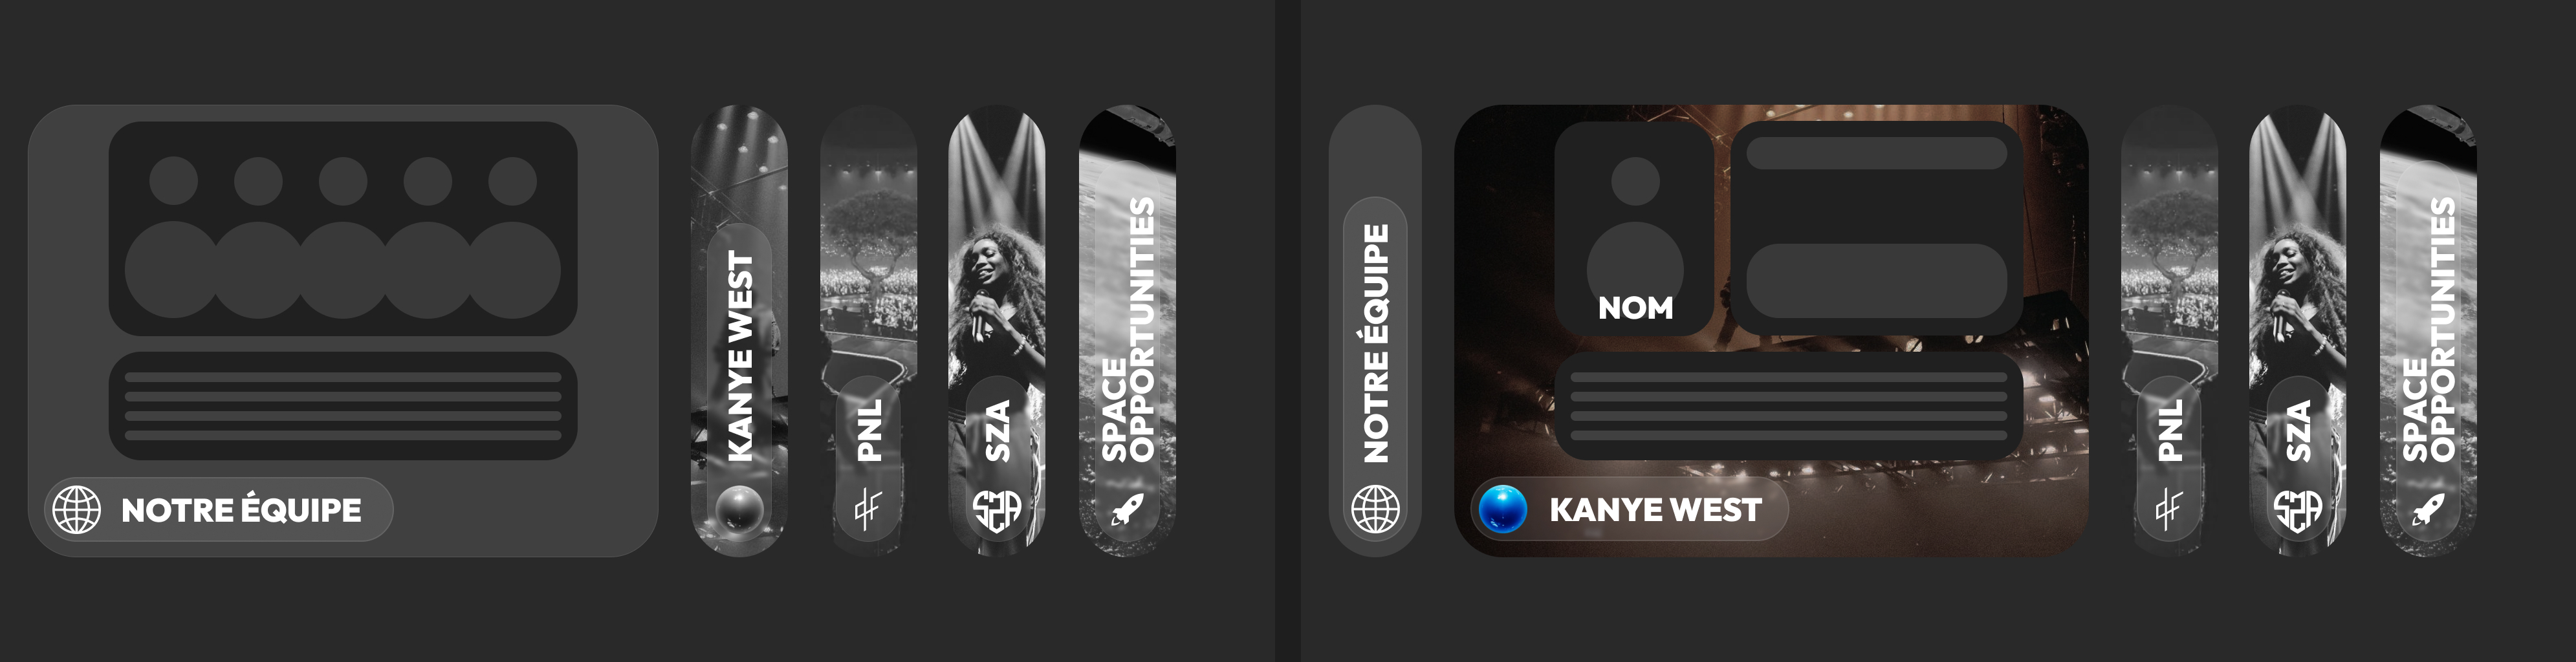 NOTRE ÉQUIPE
KANYE WEST
PNL
SZA
SPACE
OPPORTUNITIES
NOTRE ÉQUIPE
NOM
KANYE WEST
PNL
SZA
SPACE
OPPORTUNITIES